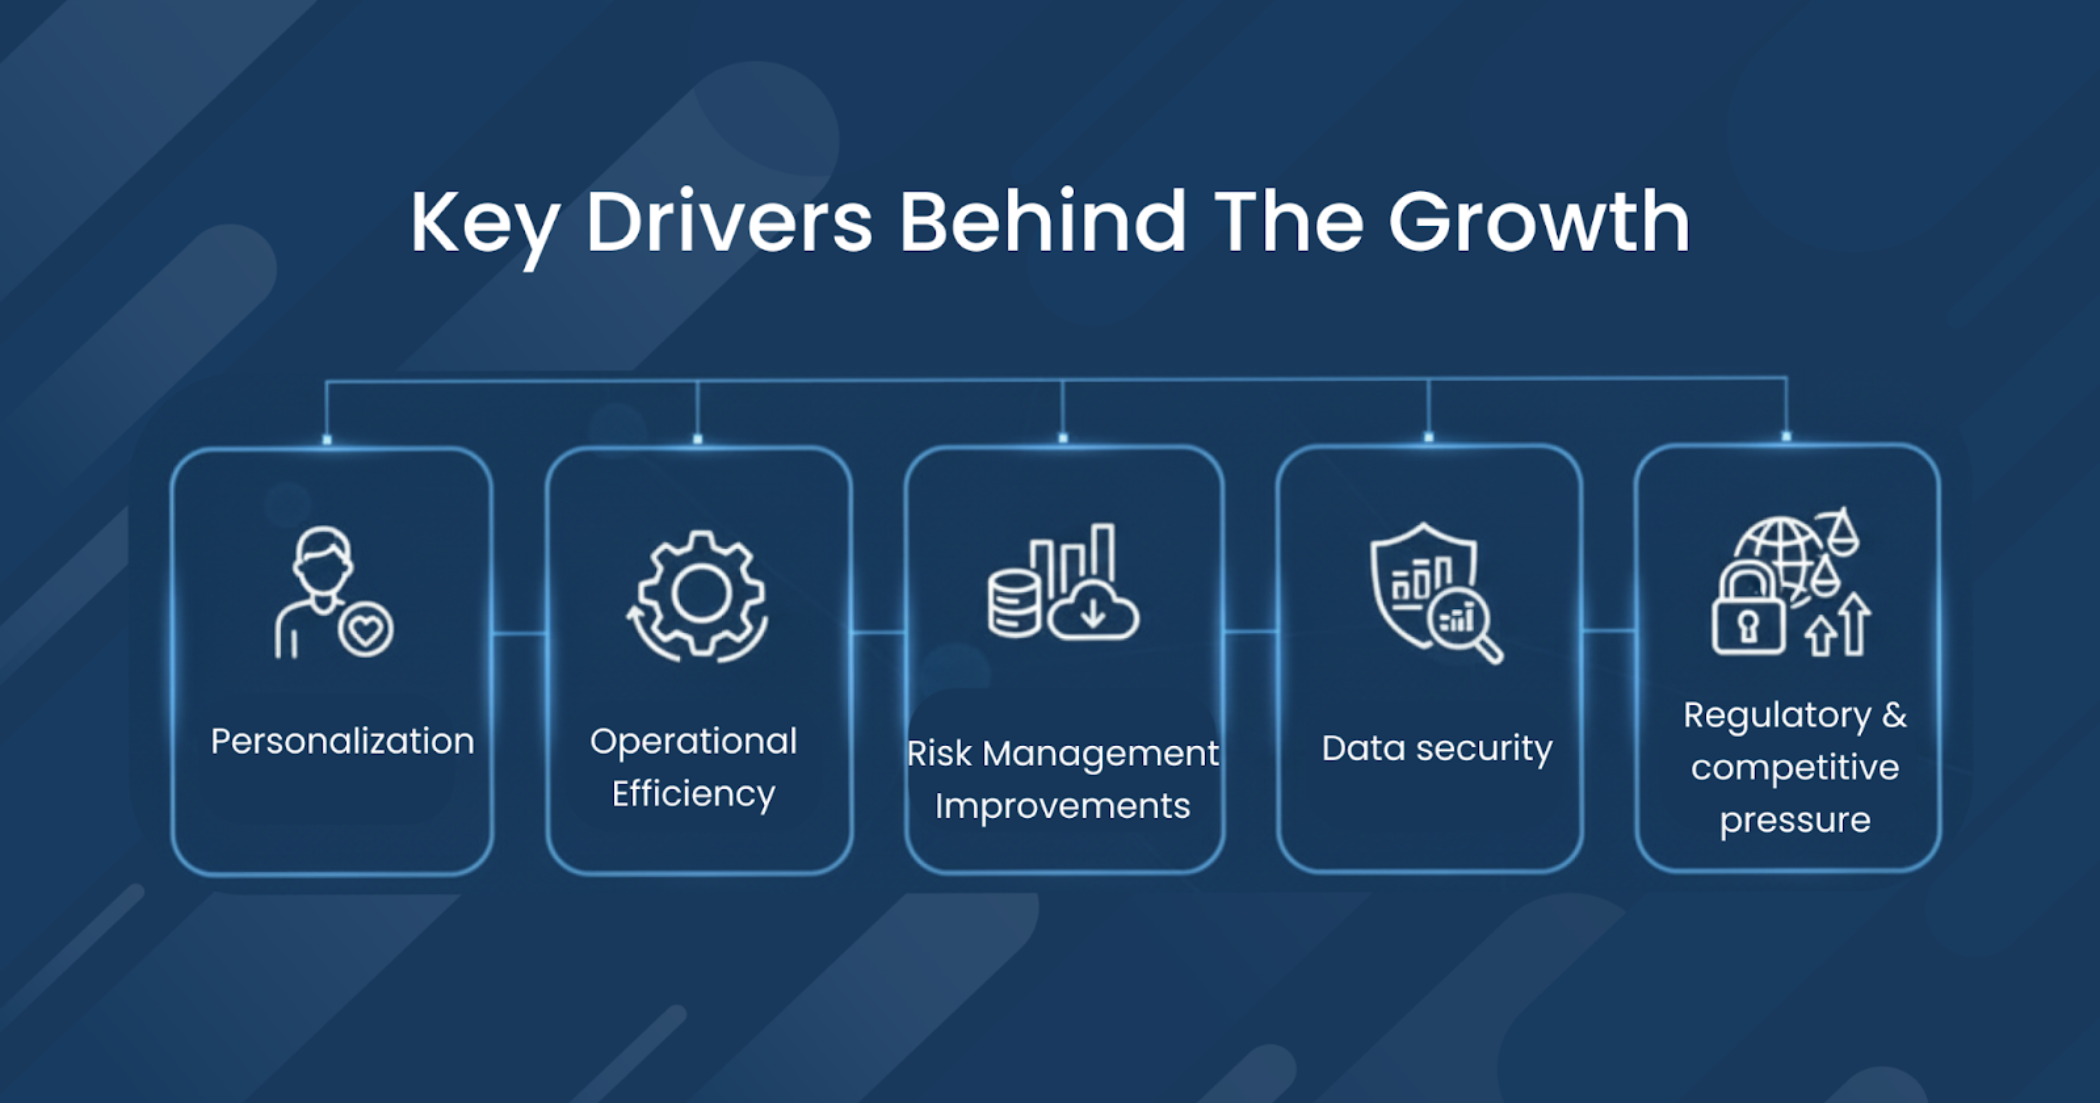 Key Drivers Behind The Growth
Personalization
Operational
Efficiency
Risk Management
Improvements
Data security
Regulatory &
competitive
pressure